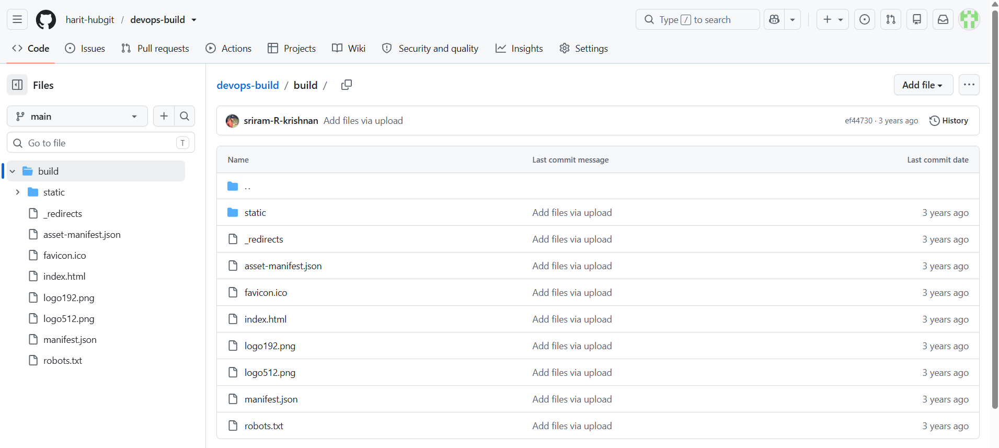 harit-hubgit / devops-build
Type / to search
Code Issues Pull requests Actions Projects Wiki Security and quality Insights Settings
Files
main
Go to file T
build
static
_redirects
asset-manifest.json
favicon.ico
index.html
logo192.png
logo512.png
manifest.json
robots.txt
devops-build / build /
Add file
sriram-R-krishnan Add files via upload
ef44730 · 3 years ago History
Name Last commit message Last commit date
..
static Add files via upload 3 years ago
_redirects Add files via upload 3 years ago
asset-manifest.json Add files via upload 3 years ago
favicon.ico Add files via upload 3 years ago
index.html Add files via upload 3 years ago
logo192.png Add files via upload 3 years ago
logo512.png Add files via upload 3 years ago
manifest.json Add files via upload 3 years ago
robots.txt Add files via upload 3 years ago